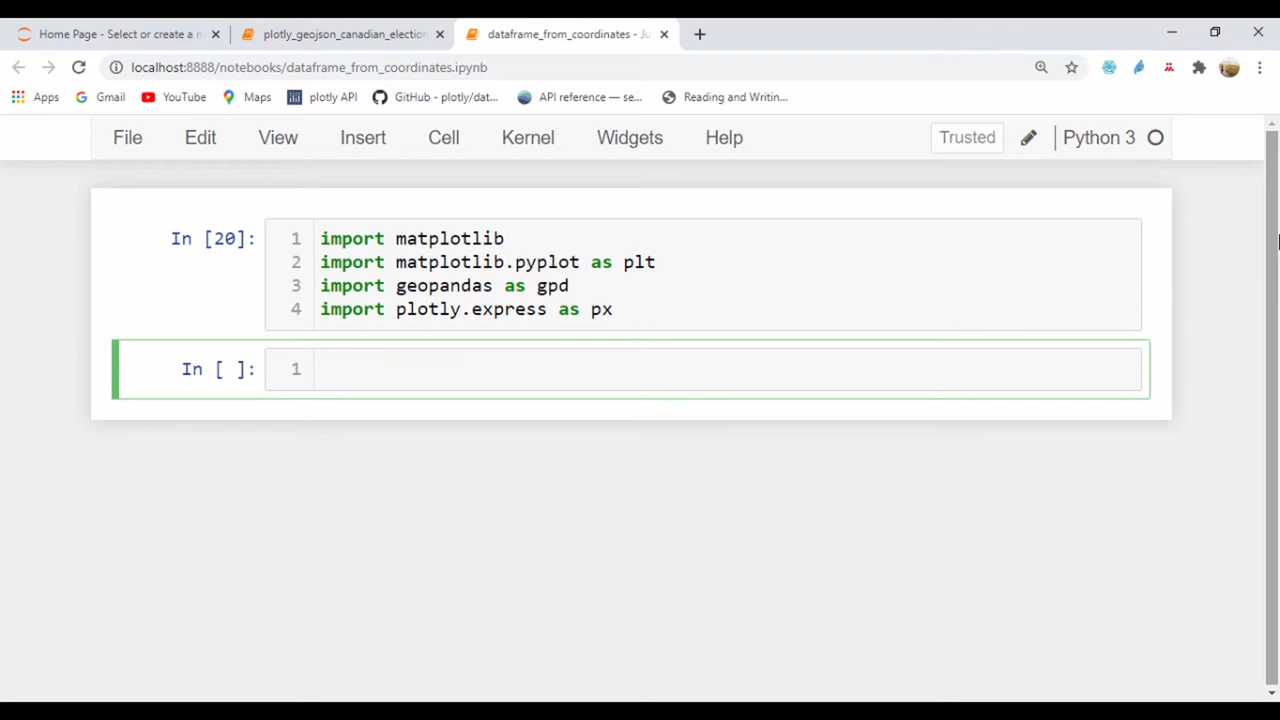 Home Page - Select or create a n
plotly_geojson_canadian_election
dataframe_from_coordinates - Ju
localhost:8888/notebooks/dataframe_from_coordinates.ipynb
Apps Gmail YouTube Maps plotly API GitHub - plotly/dat... API reference — se... Reading and Writin...
File Edit View Insert Cell Kernel Widgets Help Trusted Python 3
In [20]:
1 import matplotlib
2 import matplotlib.pyplot as plt
3 import geopandas as gpd
4 import plotly.express as px
In [ ]: 1